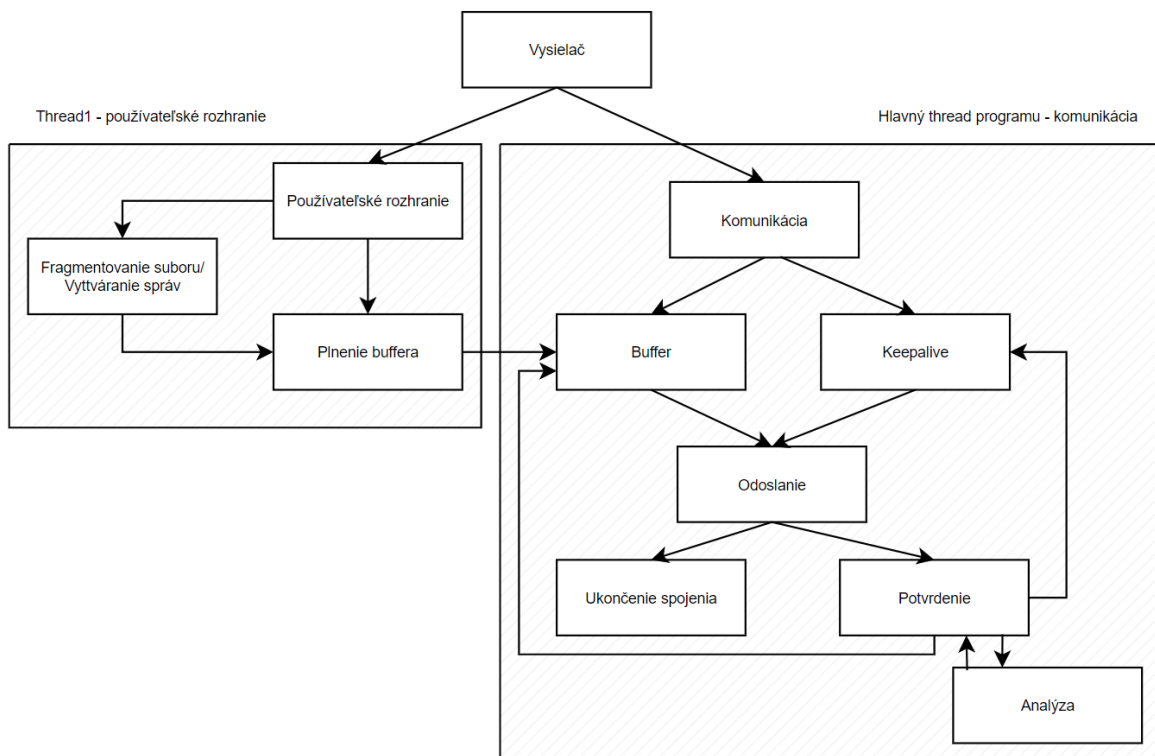 Vysielač
Thread1 - používateľské rozhranie
Hlavný thread programu - komunikácia
Používateľské rozhranie
Komunikácia
Fragmentovanie suboru/
Vyttváranie správ
Plnenie buffera
Buffer
Keepalive
Odoslanie
Ukončenie spojenia
Potvrdenie
Analýza